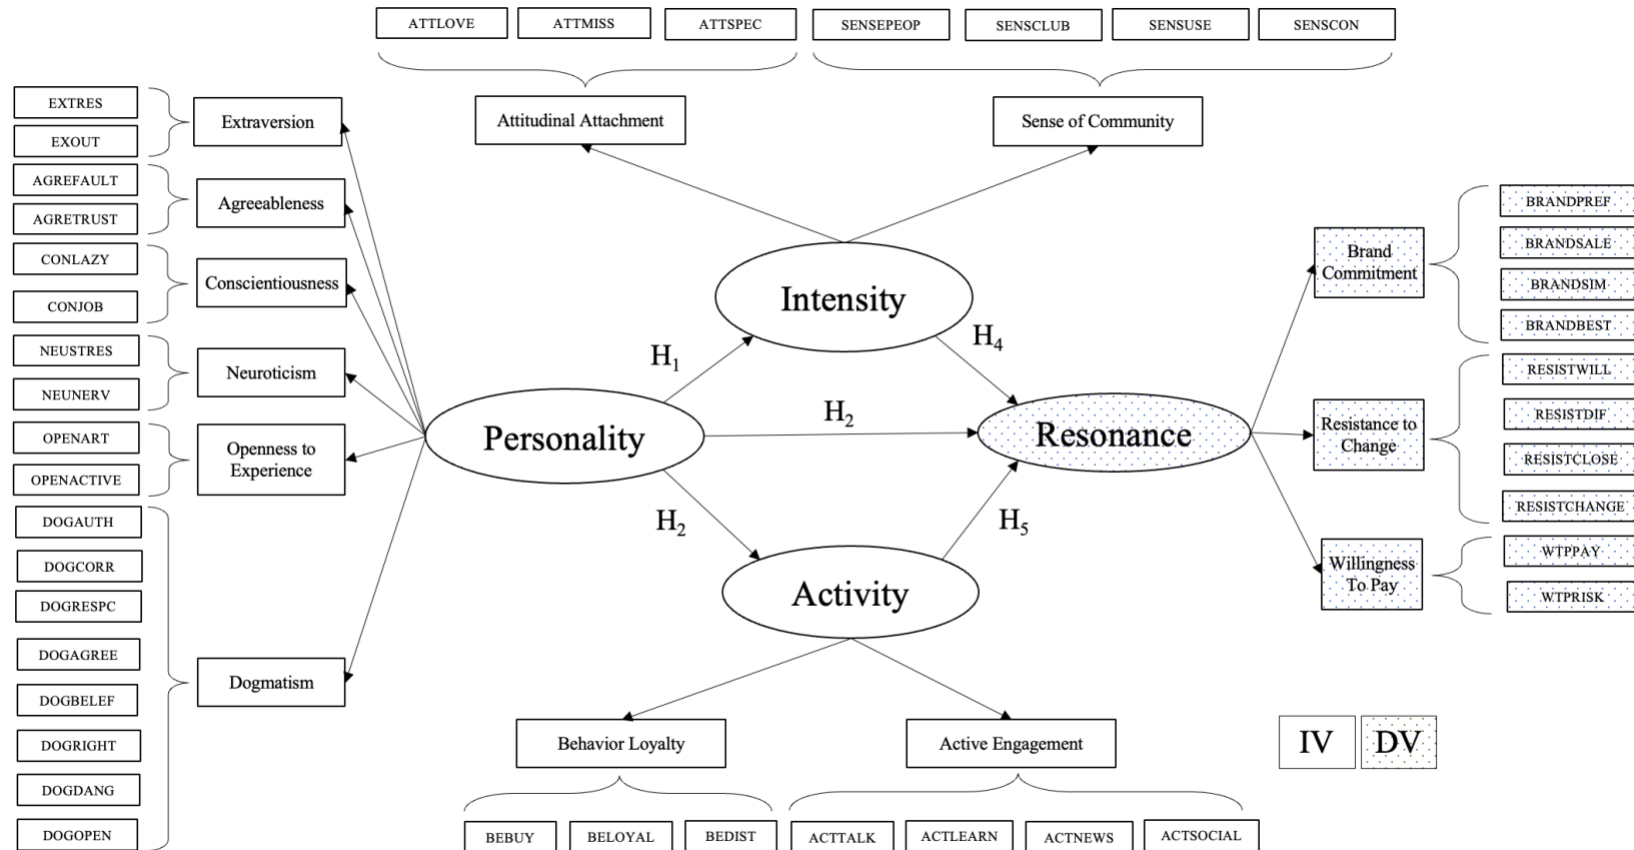 ATTLOVE
ATTMISS
ATTSPEC
SENSEPEOP
SENSCLUB
SENSUSE
SENSCON
Attitudinal Attachment
Sense of Community
EXTRES
EXOUT
Extraversion
AGREFAULT
AGRETRUST
Agreeableness
CONLAZY
CONJOB
Conscientiousness
NEUSTRES
NEUNERV
Neuroticism
OPENART
OPENACTIVE
Openness to
Experience
DOGAUTH
DOGCORR
DOGRESPC
DOGAGREE
DOGBELEF
DOGRIGHT
DOGDANG
DOGOPEN
Dogmatism
Personality
H1
Intensity
H4
H2
Resonance
H2
Activity
H5
Brand
Commitment
BRANDPREF
BRANDSALE
BRANDSIM
BRANDBEST
Resistance to
Change
RESISTWILL
RESISTDIF
RESISTCLOSE
RESISTCHANGE
Willingness
To Pay
WTPPAY
WTPRISK
Behavior Loyalty
Active Engagement
BEBUY
BELOYAL
BEDIST
ACTTALK
ACTLEARN
ACTNEWS
ACTSOCIAL
IV
DV